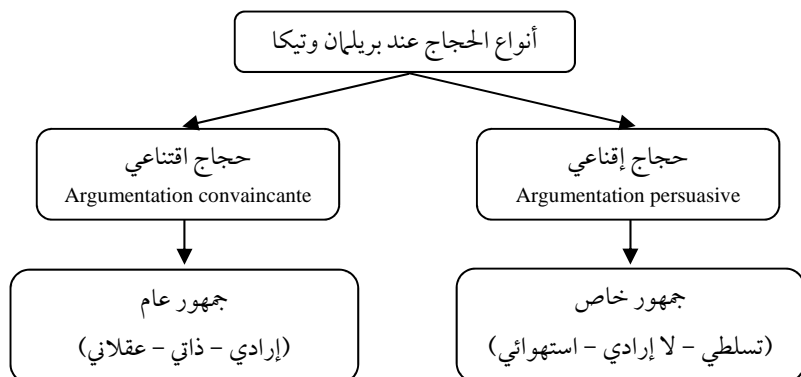 أنواع الحجاج عند بريلمان وتيكا
حجاج إقناعي
Argumentation persuasive
حجاج اقتناعي
Argumentation convaincante
جمهور خاص
(تسلطي – لا إرادي – استهوائي)
جمهور عام
(إرادي – ذاتي – عقلاني)